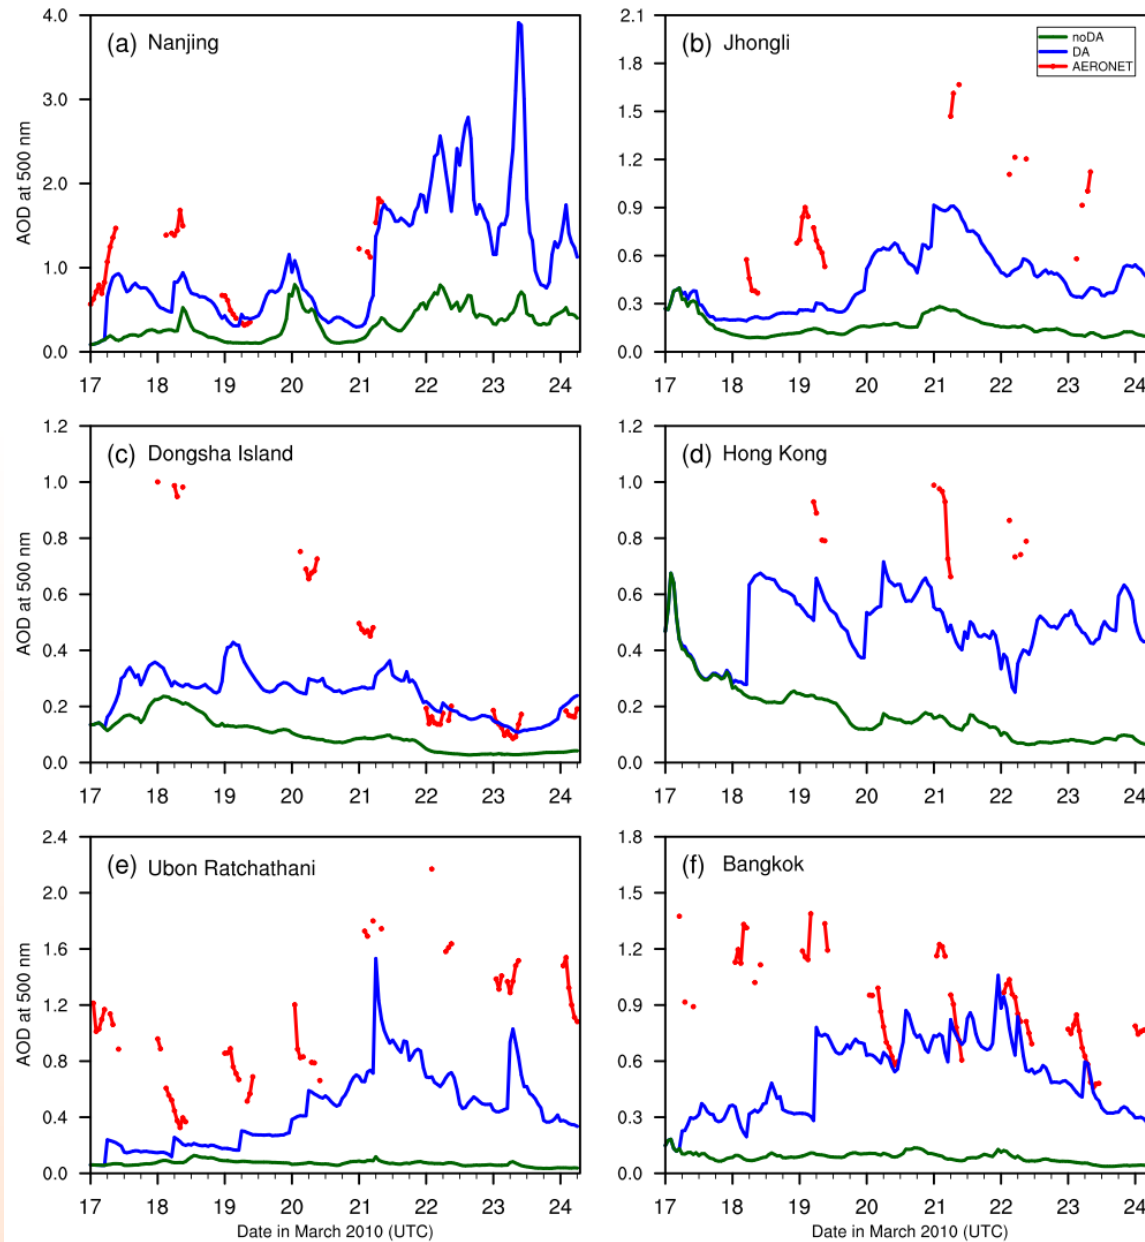 (a) Nanjing
4.0
3.0
2.0
1.0
0.0
AOD at 500 nm
17 18 19 20 21 22 23 24
(b) Jhongli
noDA
DA
AERONET
2.1
1.8
1.5
1.2
0.9
0.6
0.3
0.0
17 18 19 20 21 22 23 24
(c) Dongsha Island
1.2
1.0
0.8
0.6
0.4
0.2
0.0
AOD at 500 nm
17 18 19 20 21 22 23 24
(d) Hong Kong
1.2
1.0
0.8
0.6
0.4
0.2
0.0
17 18 19 20 21 22 23 24
(e) Ubon Ratchathani
2.4
2.0
1.6
1.2
0.8
0.4
0.0
AOD at 500 nm
17 18 19 20 21 22 23 24
Date in March 2010 (UTC)
(f) Bangkok
1.8
1.5
1.2
0.9
0.6
0.3
0.0
17 18 19 20 21 22 23 24
Date in March 2010 (UTC)